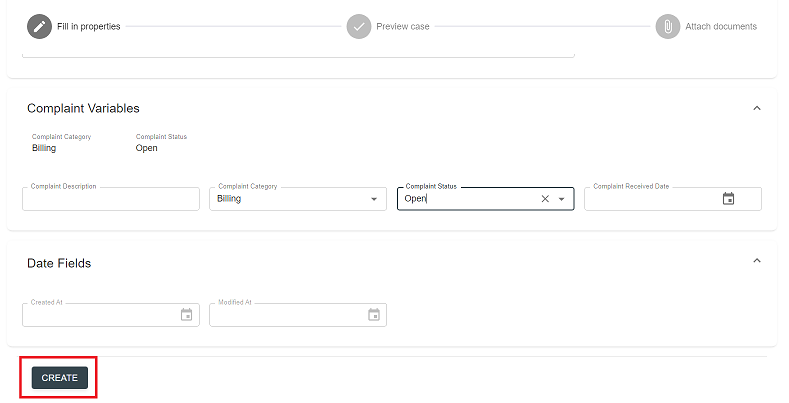 Fill in properties
Preview case
Attach documents
Complaint Variables
Complaint Category
Complaint Status
Billing
Open
Complaint Description
Complaint Category
Complaint Status
Complaint Received Date
Billing
Open
Date Fields
Created At
Modified At
CREATE